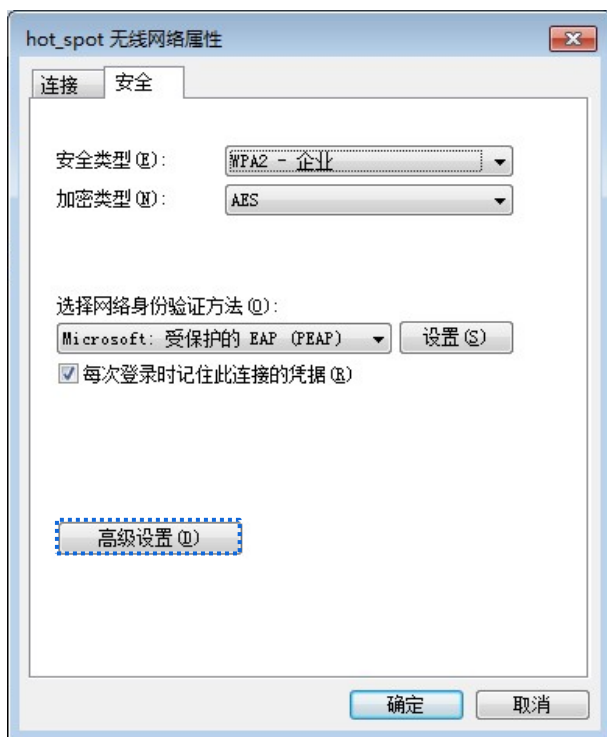 hot_spot 无线网络属性
连接 安全
安全类型(E): WPA2 - 企业
加密类型(N): AES
选择网络身份验证方法(O):
Microsoft: 受保护的 EAP (PEAP) 设置(S)
每次登录时记住此连接的凭据(R)
高级设置(D)
确定 取消